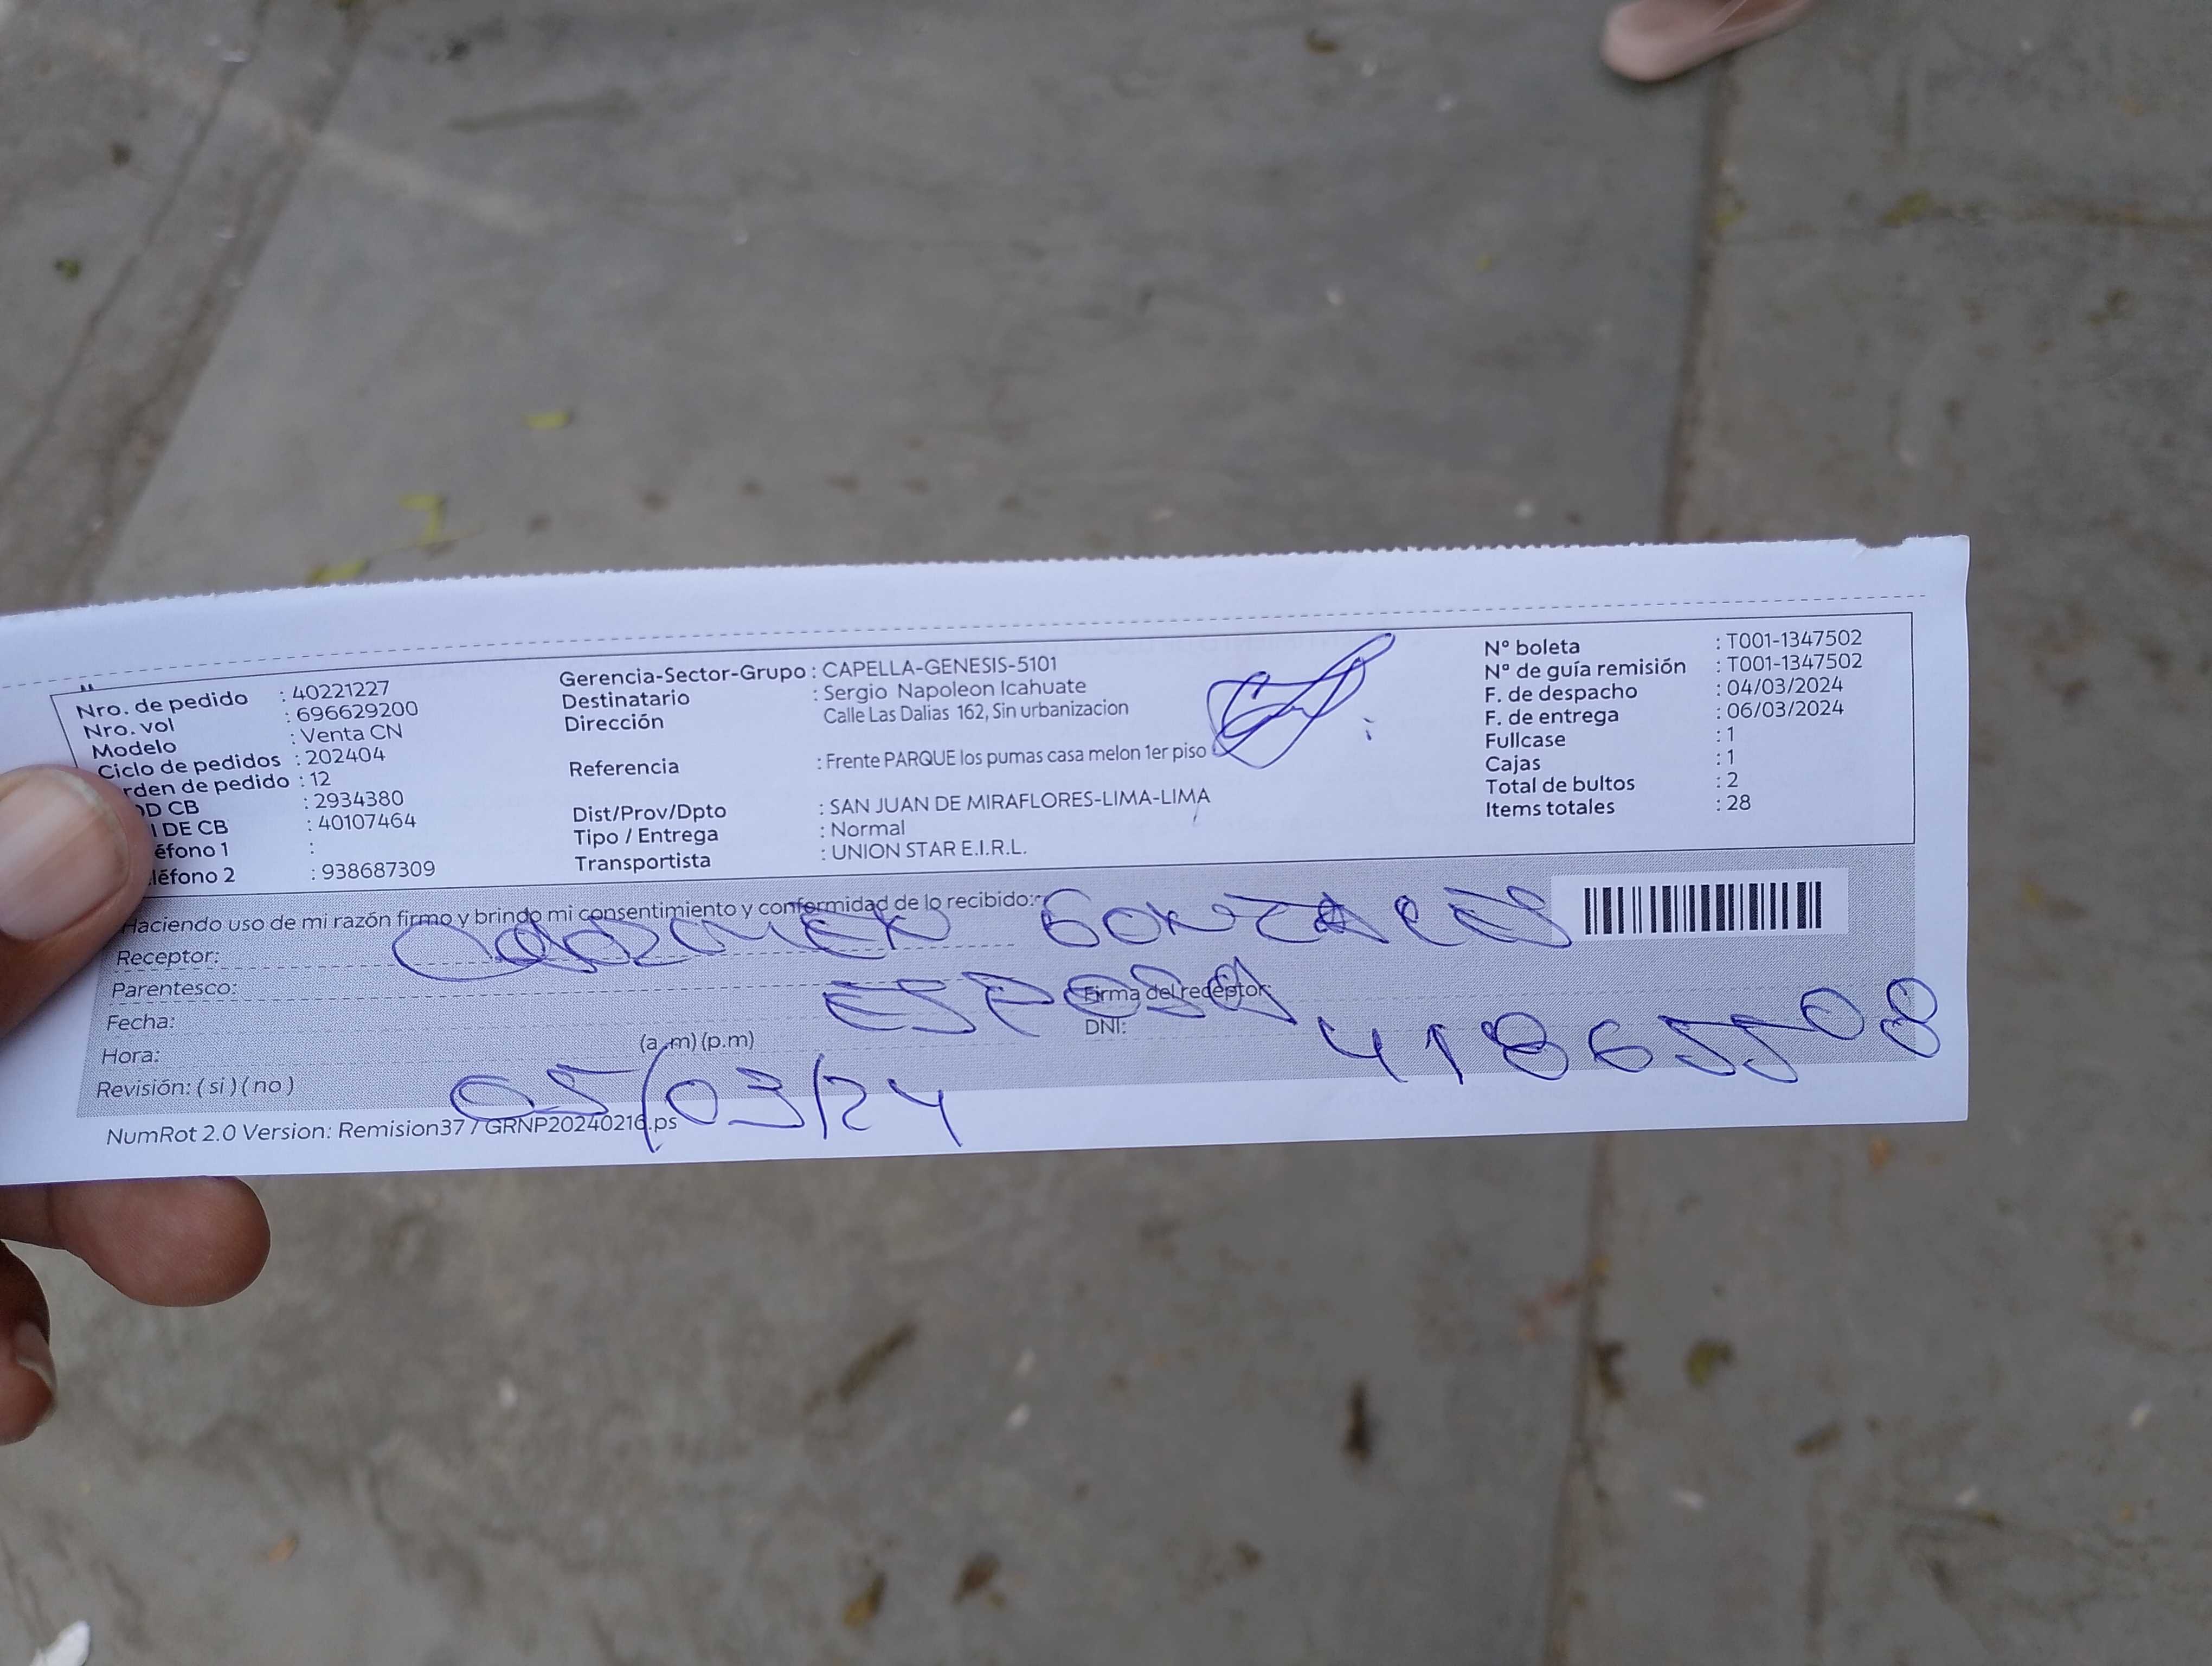 Nro. de pedido : 40221227
Nro. vol : 696629200
Modelo : Venta CN
Ciclo de pedidos : 202404
rden de pedido : 12
D CB : 2934380
I DE CB : 40107464
éfono 1 :
léfono 2 : 938687309
Gerencia-Sector-Grupo : CAPELLA-GENESIS-5101
Destinatario : Sergio Napoleon Icahuate
Dirección Calle Las Dalias 162, Sin urbanizacion
Referencia : Frente PARQUE los pumas casa melon 1er piso
Dist/Prov/Dpto : SAN JUAN DE MIRAFLORES-LIMA-LIMA
Tipo / Entrega : Normal
Transportista : UNION STAR E.I.R.L.
Nº boleta : T001-1347502
Nº de guía remisión : T001-1347502
F. de despacho : 04/03/2024
F. de entrega : 06/03/2024
Fullcase : 1
Cajas : 1
Total de bultos : 2
Items totales : 28
Haciendo uso de mi razón firmo y brindo mi consentimiento y conformidad de lo recibido:
Receptor: GONZALES
Parentesco: ESPOSA
Firma del receptor:
Fecha:
DNI: 41865508
Hora: (a.m) (p.m)
Revisión: ( si ) ( no ) 05/03/24
NumRot 2.0 Version: Remision37 / GRNP20240216.ps